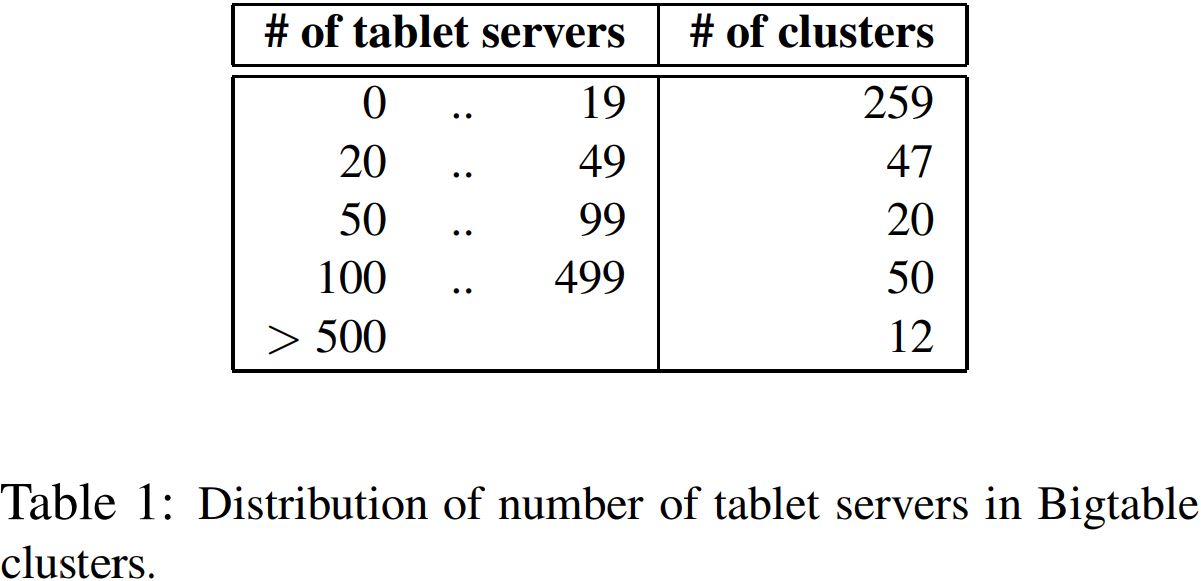 # of tablet servers # of clusters
0 .. 19 259
20 .. 49 47
50 .. 99 20
100 .. 499 50
> 500 12
Table 1: Distribution of number of tablet servers in Bigtable
clusters.